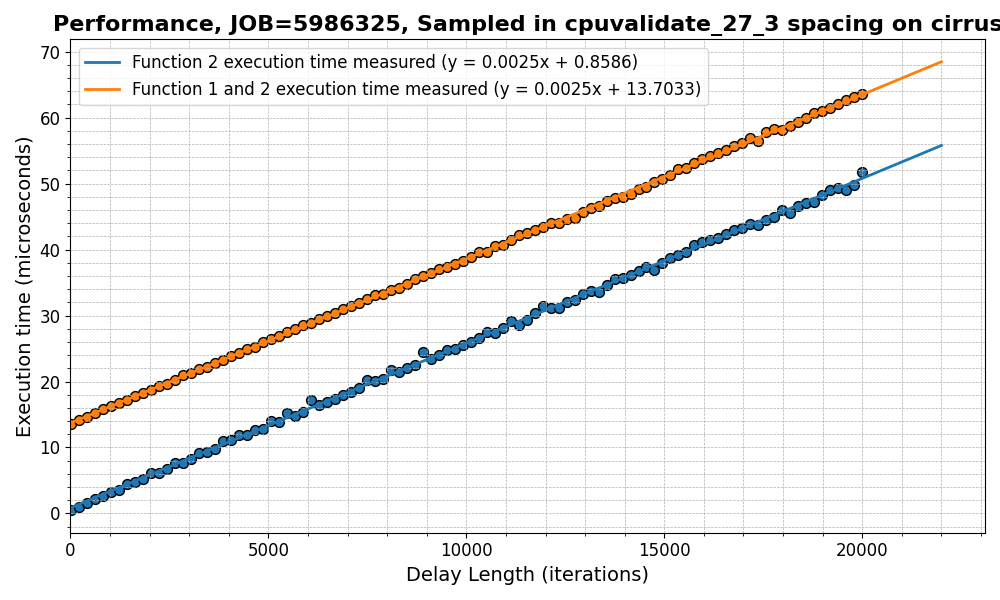 Performance, JOB=5986325, Sampled in cpuvalidate_27_3 spacing on cirrus
Function 2 execution time measured (y = 0.0025x + 0.8586)
Function 1 and 2 execution time measured (y = 0.0025x + 13.7033)
Execution time (microseconds)
70
60
50
40
30
20
10
0
0 5000 10000 15000 20000
Delay Length (iterations)